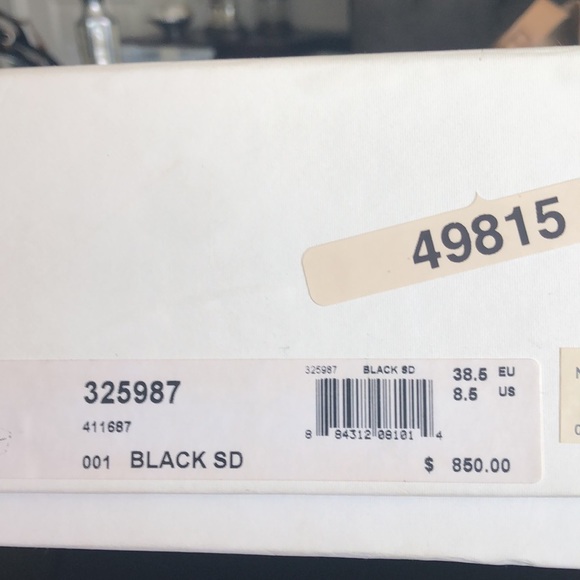 49815
325987
411687
001 BLACK SD
325987 BLACK SD
8 84312 08101 4
38.5 EU
8.5 US
$ 850.00